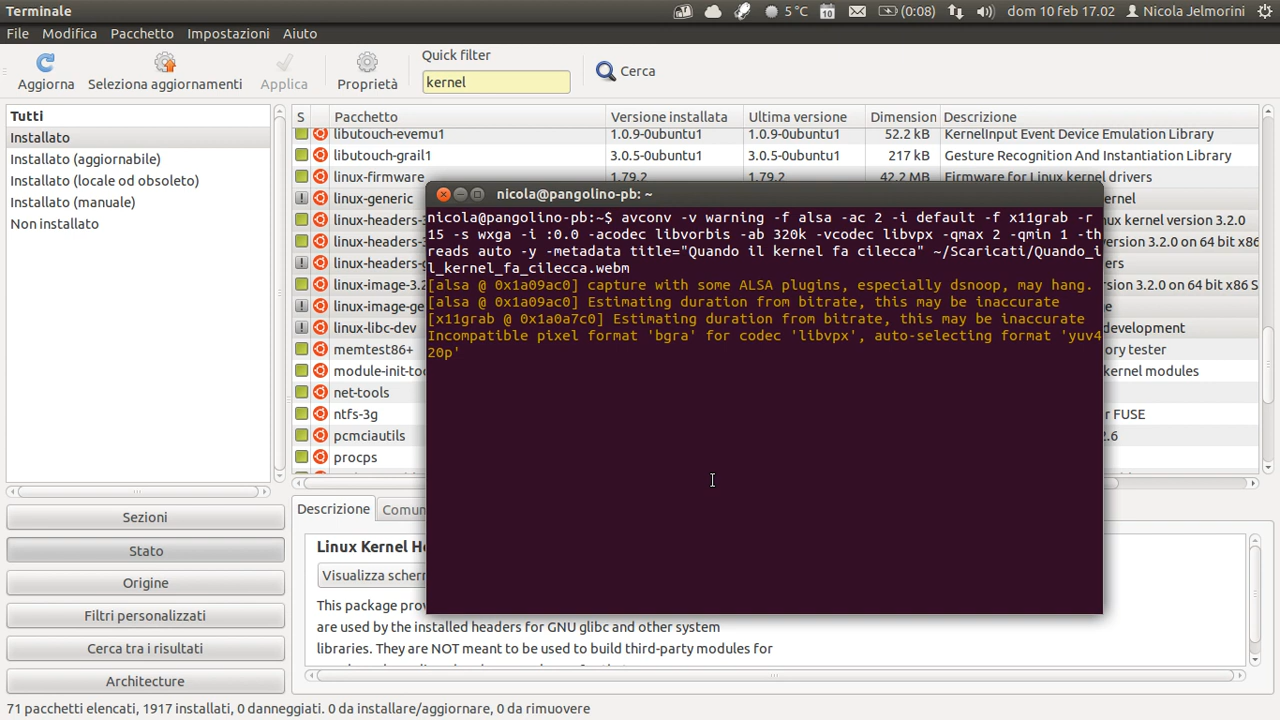 Terminale
5 °C
10
(0:08)
dom 10 feb 17.02
Nicola Jelmorini
File Modifica Pacchetto Impostazioni Aiuto
Aggiorna
Seleziona aggiornamenti
Applica
Proprietà
Quick filter
kernel
Cerca
Tutti
Installato
Installato (aggiornabile)
Installato (locale od obsoleto)
Installato (manuale)
Non installato
S Pacchetto Versione installata Ultima versione Dimension Descrizione
libutouch-evemu1 1.0.9-0ubuntu1 1.0.9-0ubuntu1 52.2 kB KernelInput Event Device Emulation Library
libutouch-grail1 3.0.5-0ubuntu1 3.0.5-0ubuntu1 217 kB Gesture Recognition And Instantiation Library
linux-firmware 1.79.2 1.79.2 42.2 MB Firmware for Linux kernel drivers
linux-generic ernel
linux-headers- ux kernel version 3.2.0
linux-headers- on 3.2.0 on 64 bit x86
linux-headers-g ers
linux-image-3.2 sion 3.2.0 on 64 bit x86 S
linux-image-ge e
linux-libc-dev development
memtest86+ ry tester
module-init-to kernel modules
net-tools
ntfs-3g r FUSE
pcmciautils 2.6
procps
nicola@pangolino-pb: ~
nicola@pangolino-pb:~$ avconv -v warning -f alsa -ac 2 -i default -f x11grab -r
15 -s wxga -i :0.0 -acodec libvorbis -ab 320k -vcodec libvpx -qmax 2 -qmin 1 -th
reads auto -y -metadata title="Quando il kernel fa cilecca" ~/Scaricati/Quando_i
l_kernel_fa_cilecca.webm
[alsa @ 0x1a09ac0] capture with some ALSA plugins, especially dsnoop, may hang.
[alsa @ 0x1a09ac0] Estimating duration from bitrate, this may be inaccurate
[x11grab @ 0x1a0a7c0] Estimating duration from bitrate, this may be inaccurate
Incompatible pixel format 'bgra' for codec 'libvpx', auto-selecting format 'yuv4
20p'
Sezioni
Stato
Origine
Filtri personalizzati
Cerca tra i risultati
Architecture
Descrizione Comun
Linux Kernel He
Visualizza scherm
This package prov
are used by the installed headers for GNU glibc and other system
libraries. They are NOT meant to be used to build third-party modules for
71 pacchetti elencati, 1917 installati, 0 danneggiati. 0 da installare/aggiornare, 0 da rimuovere